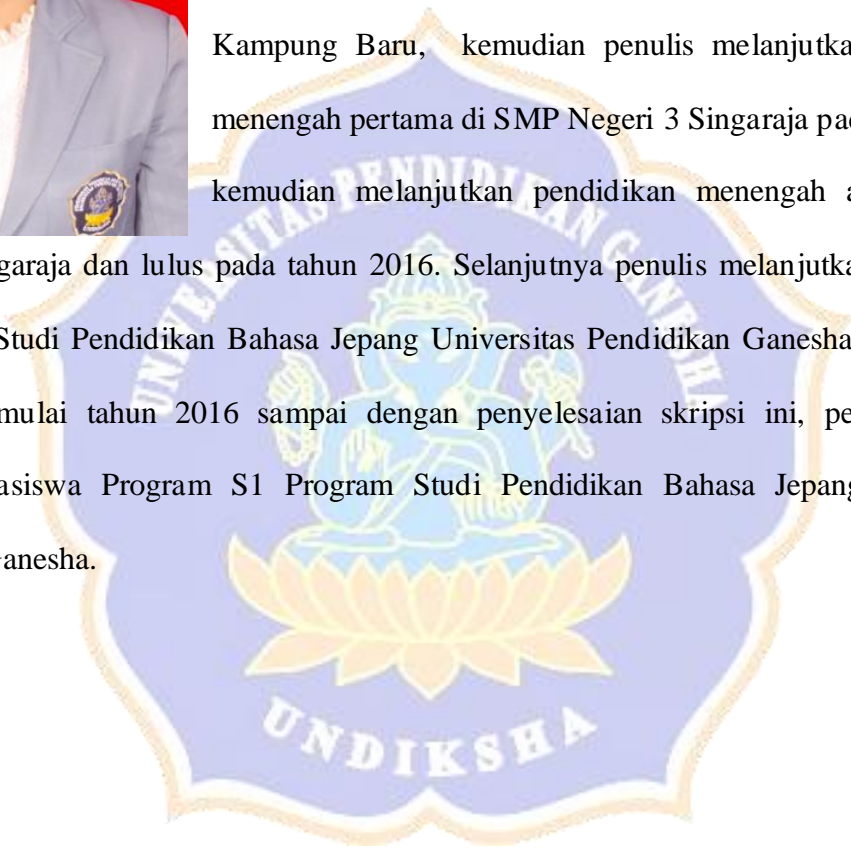 Kampung Baru, kemudian penulis melanjutka
menengah pertama di SMP Negeri 3 Singaraja pad
kemudian melanjutkan pendidikan menengah a
garaja dan lulus pada tahun 2016. Selanjutnya penulis melanjutka
Studi Pendidikan Bahasa Jepang Universitas Pendidikan Ganesha
mulai tahun 2016 sampai dengan penyelesaian skripsi ini, pe
asiswa Program S1 Program Studi Pendidikan Bahasa Jepang
Ganesha.
UNIVERSITAS PENDIDIKAN GANESHA
UNDIKSHA